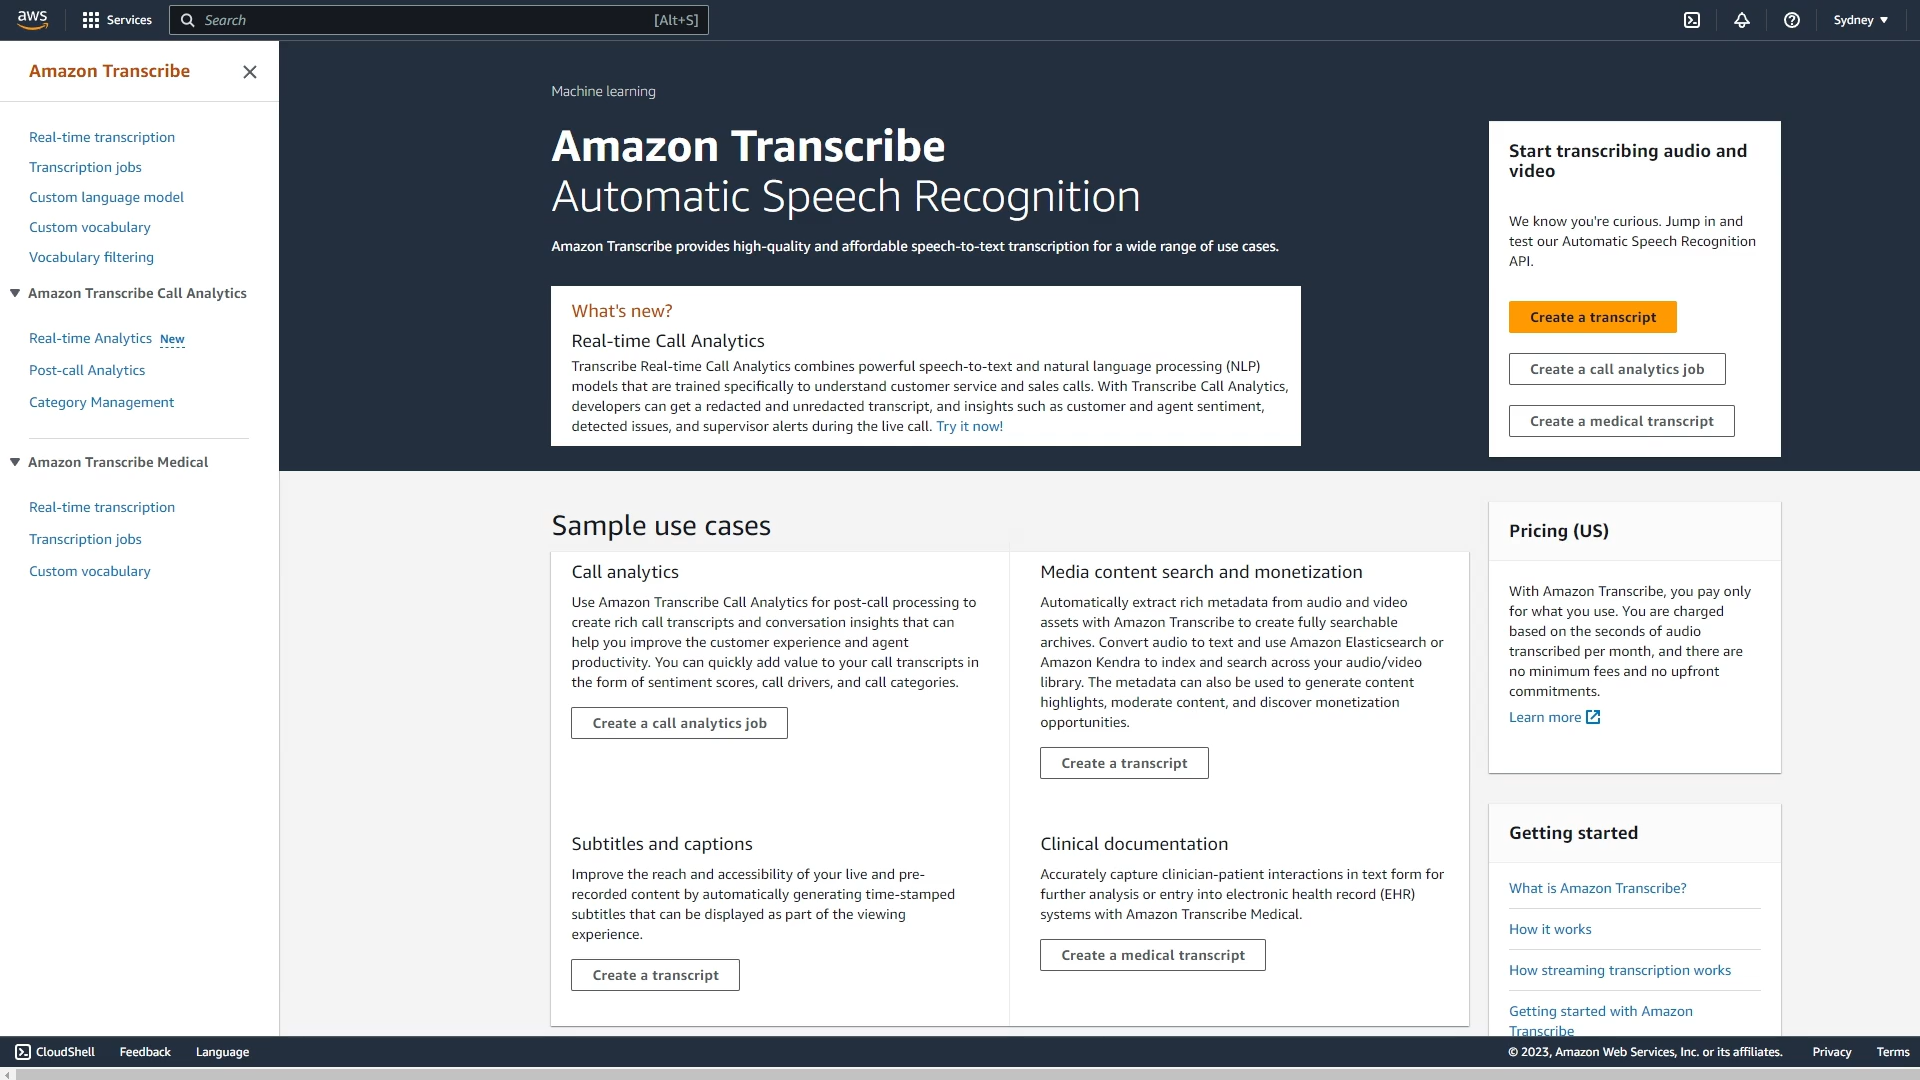 aws
Services
Search
[Alt+S]
Sydney
Amazon Transcribe
Real-time transcription
Transcription jobs
Custom language model
Custom vocabulary
Vocabulary filtering
Amazon Transcribe Call Analytics
Real-time Analytics New
Post-call Analytics
Category Management
Amazon Transcribe Medical
Real-time transcription
Transcription jobs
Custom vocabulary
Machine learning
Amazon Transcribe
Automatic Speech Recognition
Amazon Transcribe provides high-quality and affordable speech-to-text transcription for a wide range of use cases.
What's new?
Real-time Call Analytics
Transcribe Real-time Call Analytics combines powerful speech-to-text and natural language processing (NLP)
models that are trained specifically to understand customer service and sales calls. With Transcribe Call Analytics,
developers can get a redacted and unredacted transcript, and insights such as customer and agent sentiment,
detected issues, and supervisor alerts during the live call. Try it now!
Start transcribing audio and
video
We know you're curious. Jump in and
test our Automatic Speech Recognition
API.
Create a transcript
Create a call analytics job
Create a medical transcript
Sample use cases
Call analytics
Use Amazon Transcribe Call Analytics for post-call processing to
create rich call transcripts and conversation insights that can
help you improve the customer experience and agent
productivity. You can quickly add value to your call transcripts in
the form of sentiment scores, call drivers, and call categories.
Create a call analytics job
Media content search and monetization
Automatically extract rich metadata from audio and video
assets with Amazon Transcribe to create fully searchable
archives. Convert audio to text and use Amazon Elasticsearch or
Amazon Kendra to index and search across your audio/video
library. The metadata can also be used to generate content
highlights, moderate content, and discover monetization
opportunities.
Create a transcript
Subtitles and captions
Improve the reach and accessibility of your live and pre-
recorded content by automatically generating time-stamped
subtitles that can be displayed as part of the viewing
experience.
Create a transcript
Clinical documentation
Accurately capture clinician-patient interactions in text form for
further analysis or entry into electronic health record (EHR)
systems with Amazon Transcribe Medical.
Create a medical transcript
Pricing (US)
With Amazon Transcribe, you pay only
for what you use. You are charged
based on the seconds of audio
transcribed per month, and there are
no minimum fees and no upfront
commitments.
Learn more
Getting started
What is Amazon Transcribe?
How it works
How streaming transcription works
Getting started with Amazon
Transcribe
CloudShell
Feedback
Language
© 2023, Amazon Web Services, Inc. or its affiliates.
Privacy
Terms